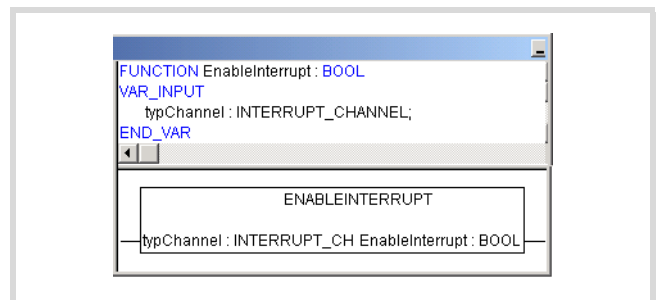 FUNCTION EnableInterrupt : BOOL
VAR_INPUT
typChannel : INTERRUPT_CHANNEL;
END_VAR
ENABLEINTERRUPT
typChannel : INTERRUPT_CH EnableInterrupt : BOOL